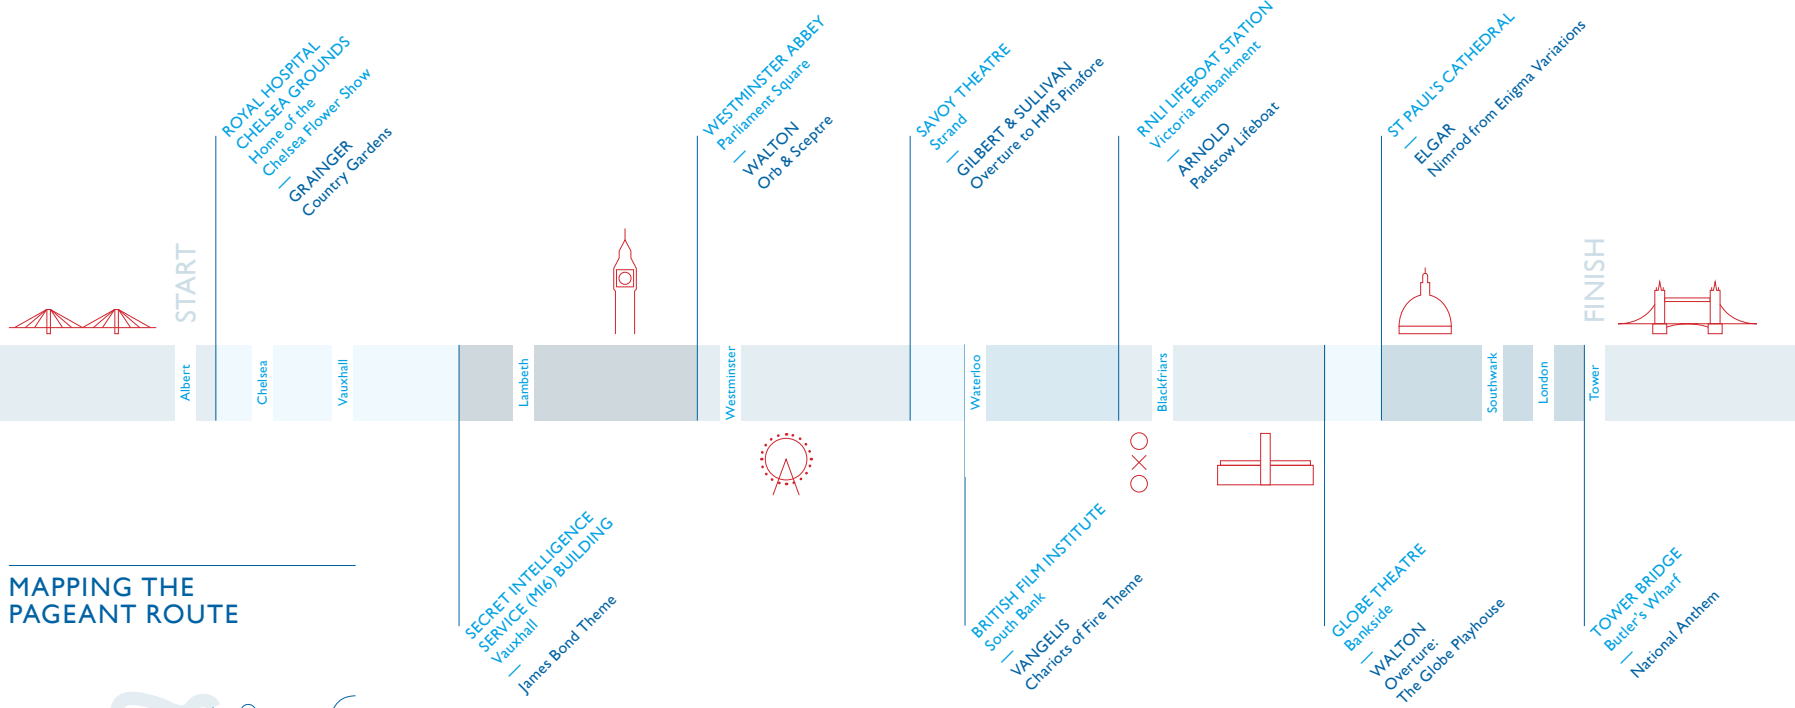 ROYAL HOSPITAL
CHELSEA GROUNDS
Home of the
Chelsea Flower Show
—
GRAINGER
Country Gardens
WESTMINSTER ABBEY
Parliament Square
—
WALTON
Orb & Sceptre
SAVOY THEATRE
Strand
—
GILBERT & SULLIVAN
Overture to HMS Pinafore
RNLI LIFEBOAT STATION
Victoria Embankment
—
ARNOLD
Padstow Lifeboat
ST PAUL'S CATHEDRAL
—
ELGAR
Nimrod from Enigma Variations
START
FINISH
Albert
Chelsea
Vauxhall
Lambeth
Westminster
Waterloo
Blackfriars
Southwark
London
Tower
OXO
SECRET INTELLIGENCE
SERVICE (MI6) BUILDING
Vauxhall
—
James Bond Theme
BRITISH FILM INSTITUTE
South Bank
—
VANGELIS
Chariots of Fire Theme
GLOBE THEATRE
Bankside
—
WALTON
Overture:
The Globe Playhouse
TOWER BRIDGE
Butler's Wharf
—
National Anthem
MAPPING THE
PAGEANT ROUTE